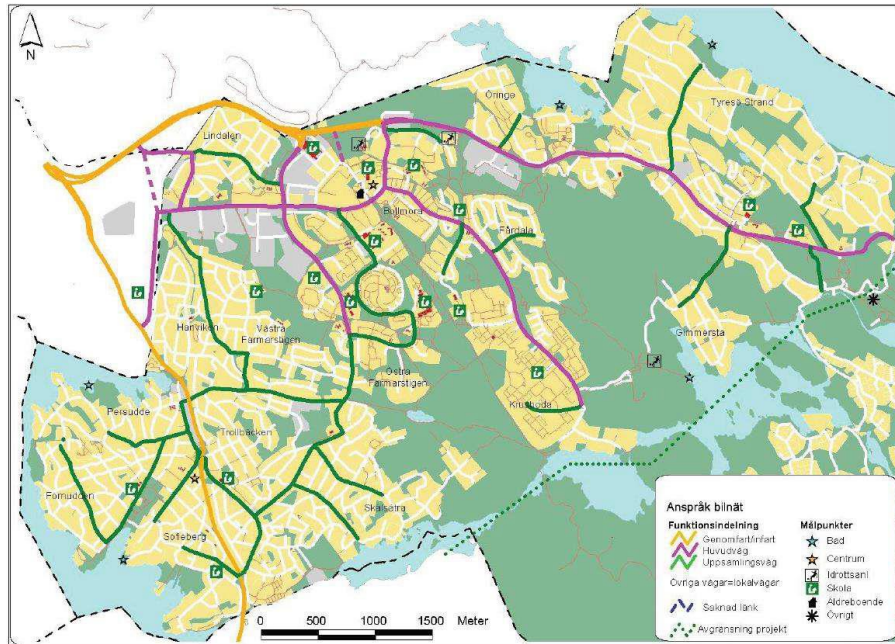 N
Lindalen
Öringe
Tyresö Strand
Bollmora
Fårdala
Hanviken
Västra
Farmarstigen
Östra
Farmarstigen
Gimmersta
Krusboda
Persudde
Trollbäcken
Fornudden
Skälsätra
Sofieberg
0 500 1000 1500 Meter
Anspråk bilnät
Funktionsindelning
Genomfart/infart
Huvudväg
Uppsamlingsväg
Övriga vägar=lokalvägar
Saknad länk
Avgränsning projekt
Målpunkter
Bad
Centrum
Idrottsanl
Skola
Äldreboende
Övrigt